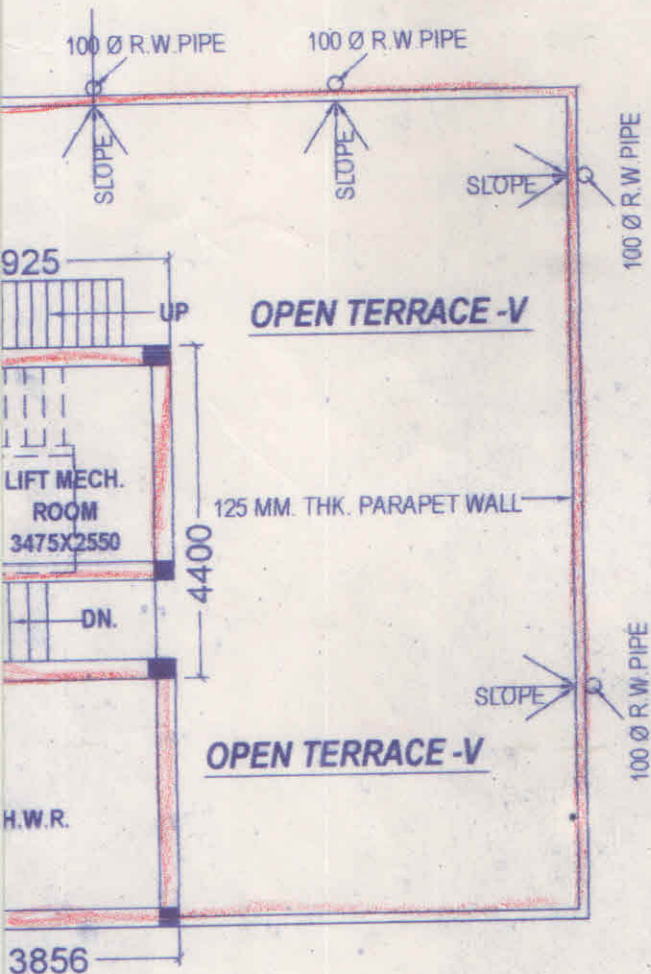 100 Ø R.W.PIPE
100 Ø R.W.PIPE
SLOPE
SLOPE
SLOPE
100 Ø R.W.PIPE
925
UP
OPEN TERRACE -V
LIFT MECH.
ROOM
3475X2550
125 MM. THK. PARAPET WALL
4400
DN.
SLOPE
100 Ø R.W.PIPE
OPEN TERRACE -V
H.W.R.
3856